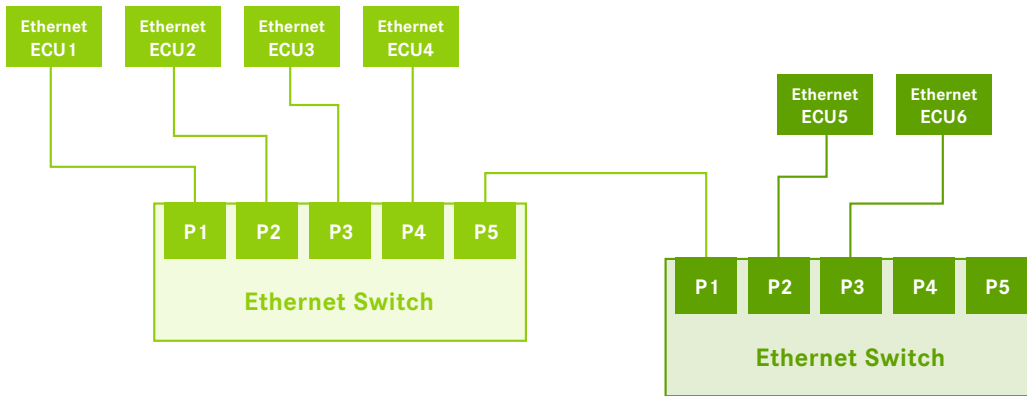 Ethernet
ECU1
Ethernet
ECU2
Ethernet
ECU3
Ethernet
ECU4
Ethernet
ECU5
Ethernet
ECU6
P1 P2 P3 P4 P5
Ethernet Switch
P1 P2 P3 P4 P5
Ethernet Switch